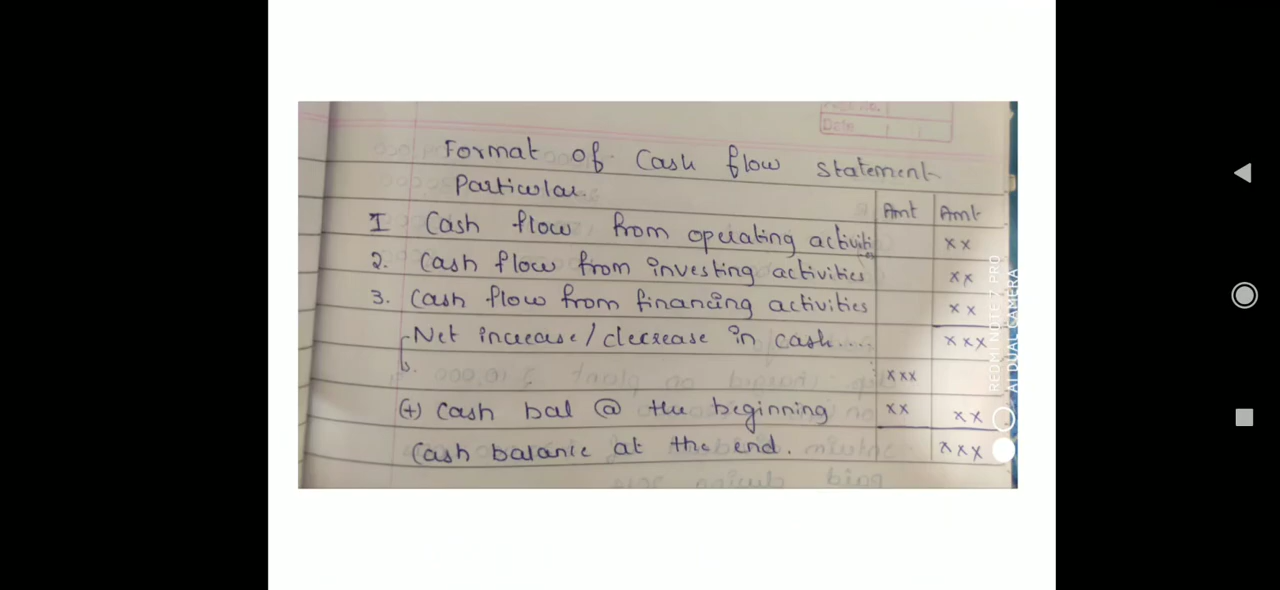 Date
Format of Cash flow statement
Particular.
Amt Amt
I Cash flow from operating activities xx
2. Cash flow from investing activities xx
3. Cash flow from financing activities xx
Net increase/decrease in cash..... xxx
xxx
(+) Cash bal @ the beginning xx xx
Cash balance at the end. xxx
REDMI NOTE 7 PRO
AI DUAL CAMERA